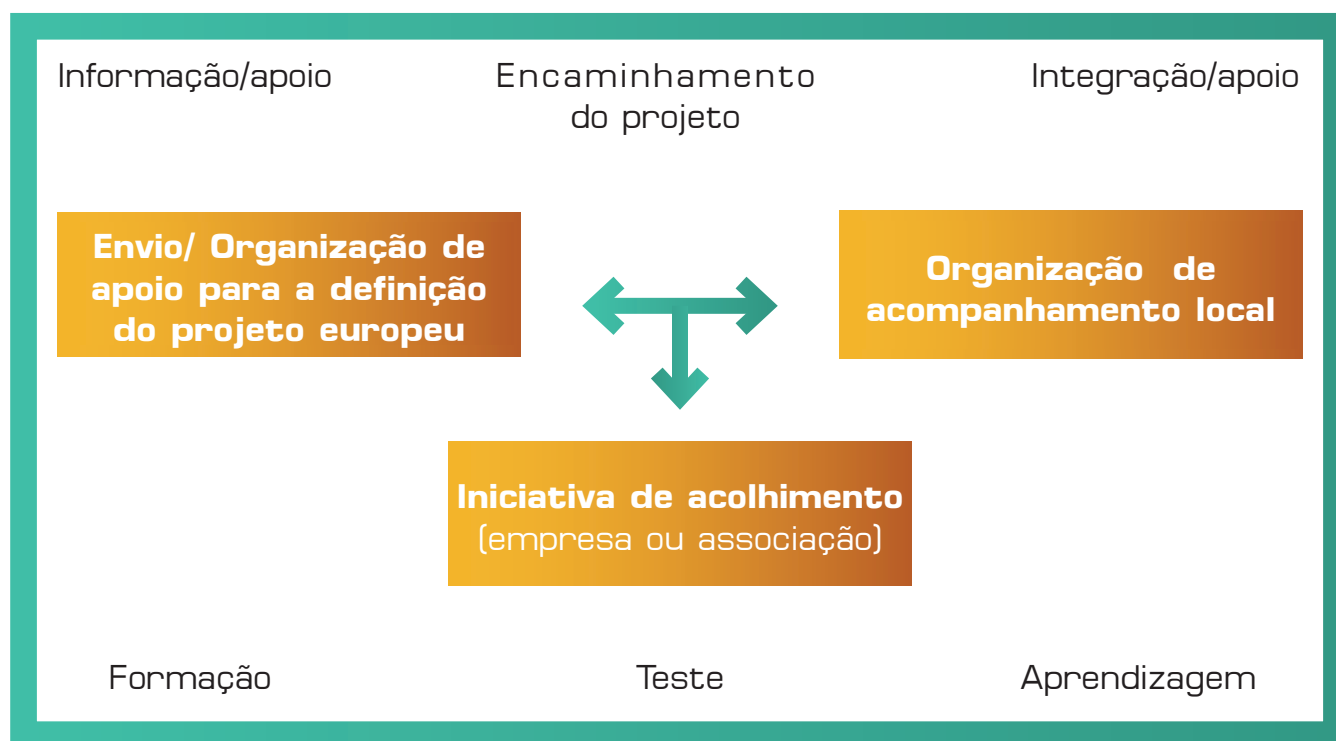 Informação/apoio
Encaminhamento
do projeto
Integração/apoio
Envio/ Organização de
apoio para a definição
do projeto europeu
Organização de
acompanhamento local
Iniciativa de acolhimento
(empresa ou associação)
Formação
Teste
Aprendizagem